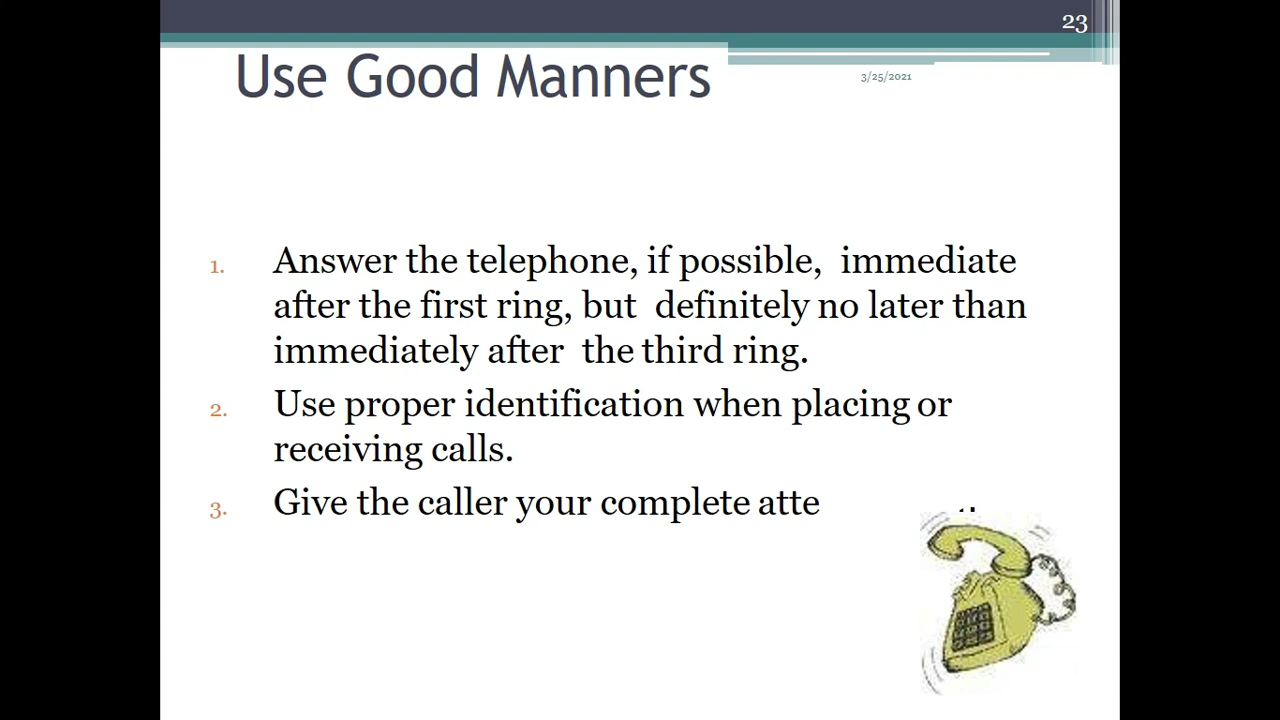 23
Use Good Manners
3/25/2021
1. Answer the telephone, if possible, immediate
after the first ring, but definitely no later than
immediately after the third ring.
2. Use proper identification when placing or
receiving calls.
3. Give the caller your complete atte